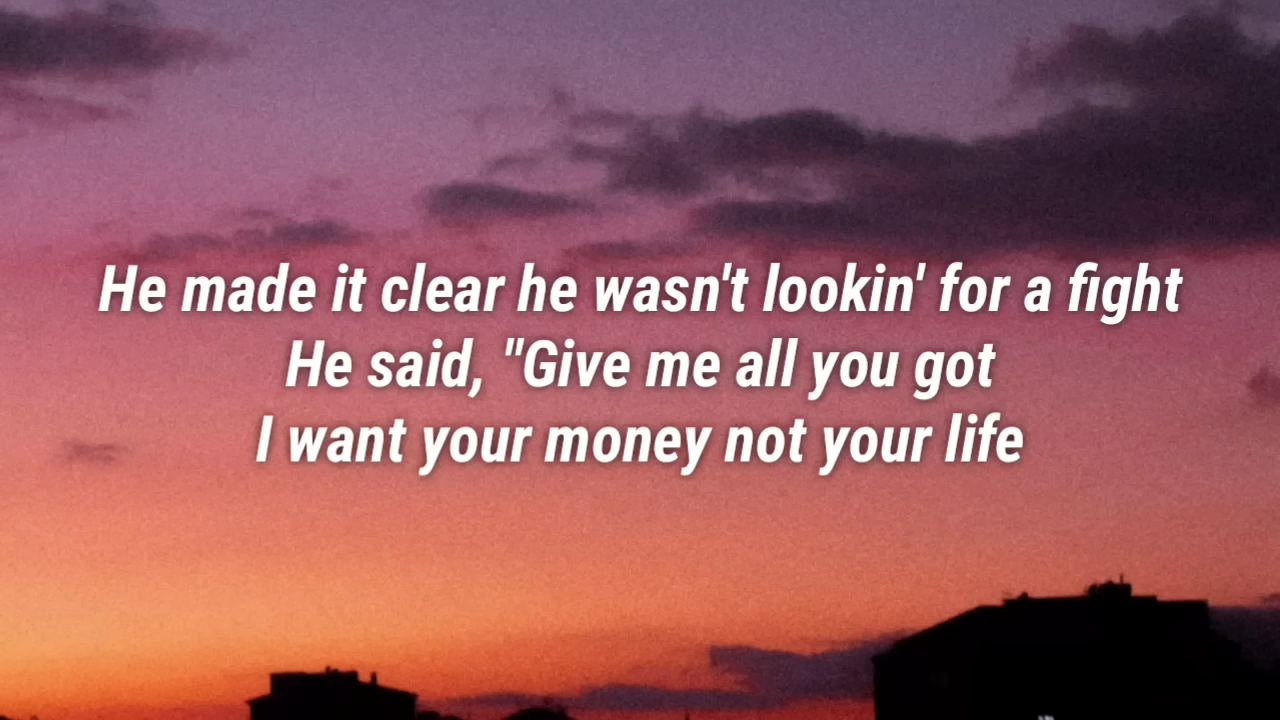 He made it clear he wasn't lookin' for a fight
He said, "Give me all you got
I want your money not your life